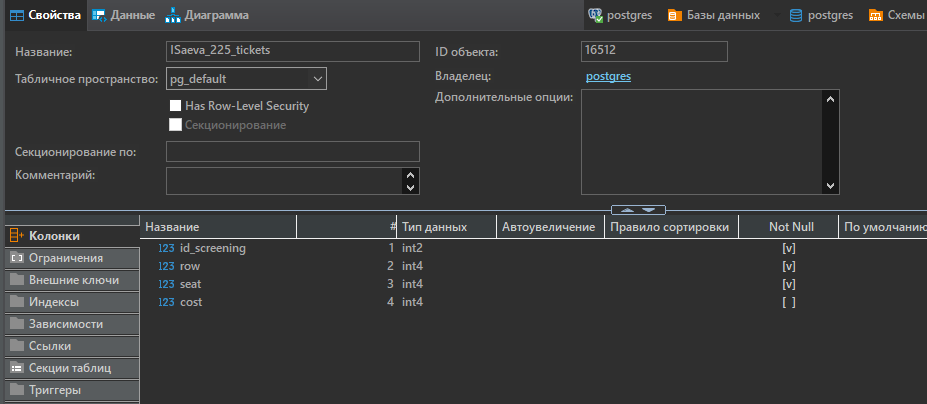 Свойства Данные Диаграмма postgres Базы данных postgres Схемы
Название: ISaeva_225_tickets ID объекта: 16512
Табличное пространство: pg_default Владелец: postgres
Has Row-Level Security Дополнительные опции:
Секционирование
Секционирование по:
Комментарий:
Название # Тип данных Автоувеличение Правило сортировки Not Null По умолчанию
Колонки 123 id_screening 1 int2 [v]
Ограничения 123 row 2 int4 [v]
Внешние ключи 123 seat 3 int4 [v]
Индексы 123 cost 4 int4 [ ]
Зависимости
Ссылки
Секции таблиц
Триггеры